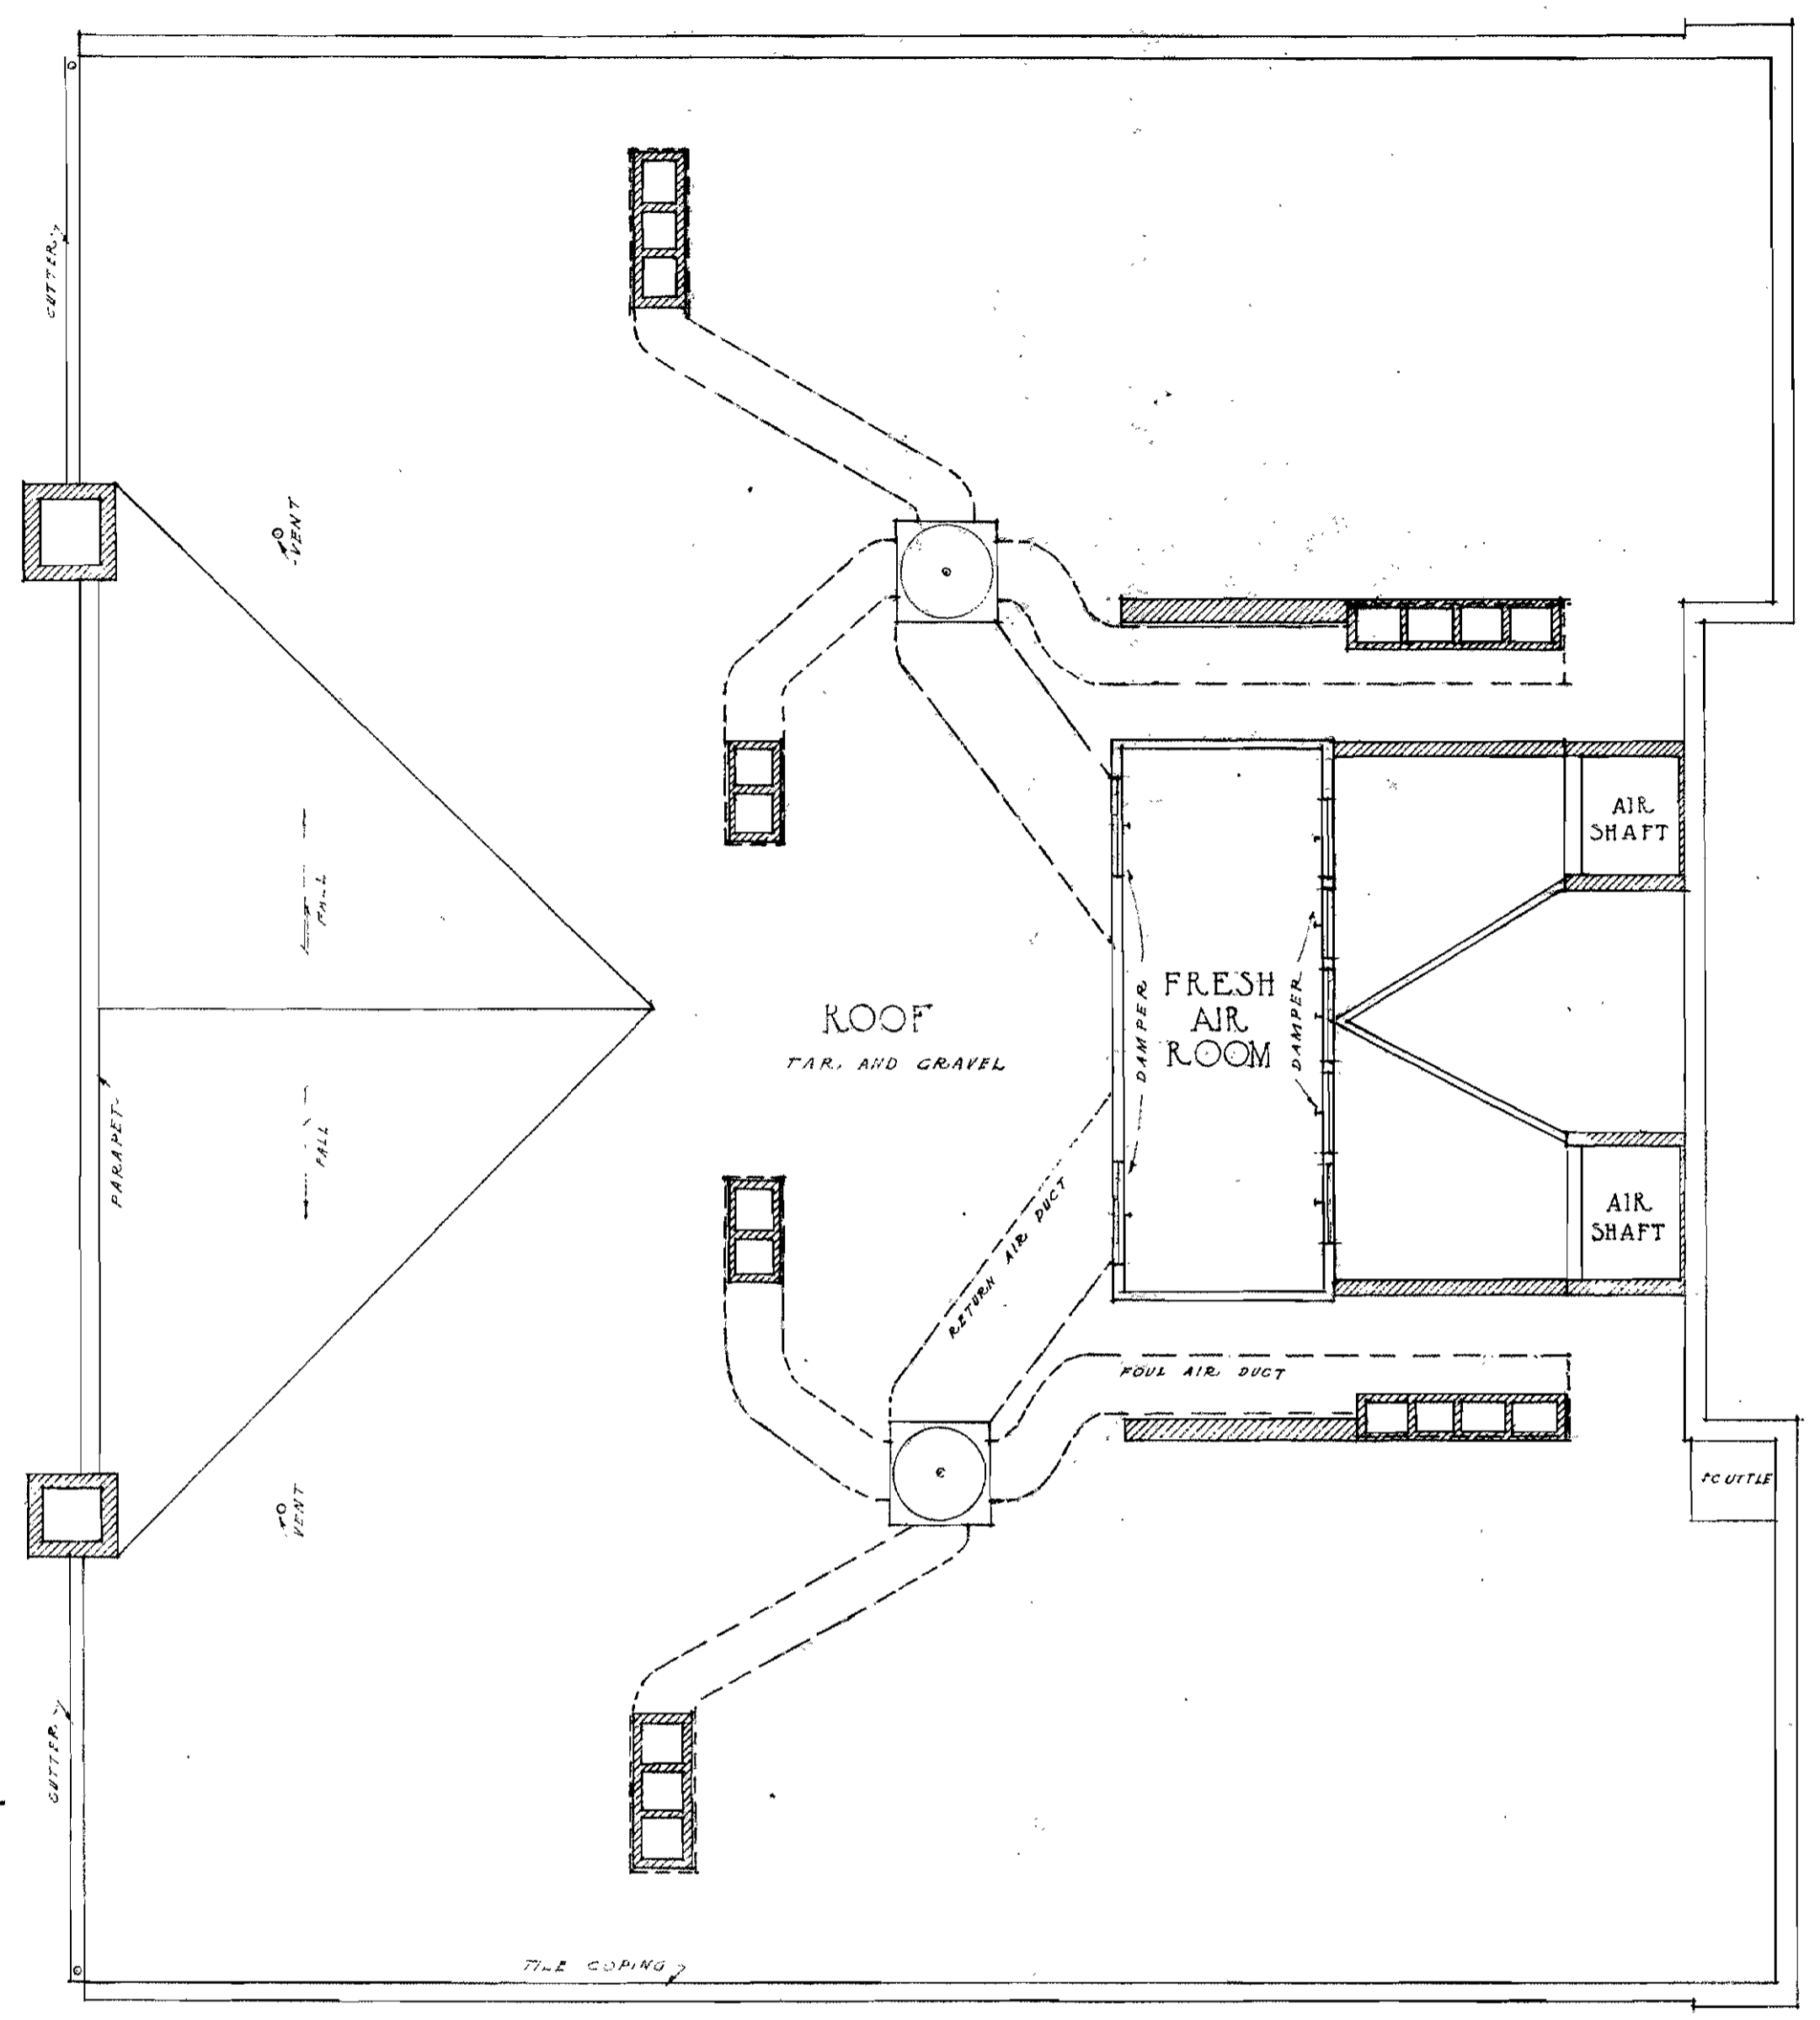 GUTTER
VENT
AIR
SHAFT
FALL
FRESH
AIR
ROOM
DAMPER
DAMPER
ROOF
TAR AND GRAVEL
PARAPET
FALL
RETURN AIR DUCT
AIR
SHAFT
FOUL AIR DUCT
SCUTTLE
VENT
GUTTER
TILE COPING